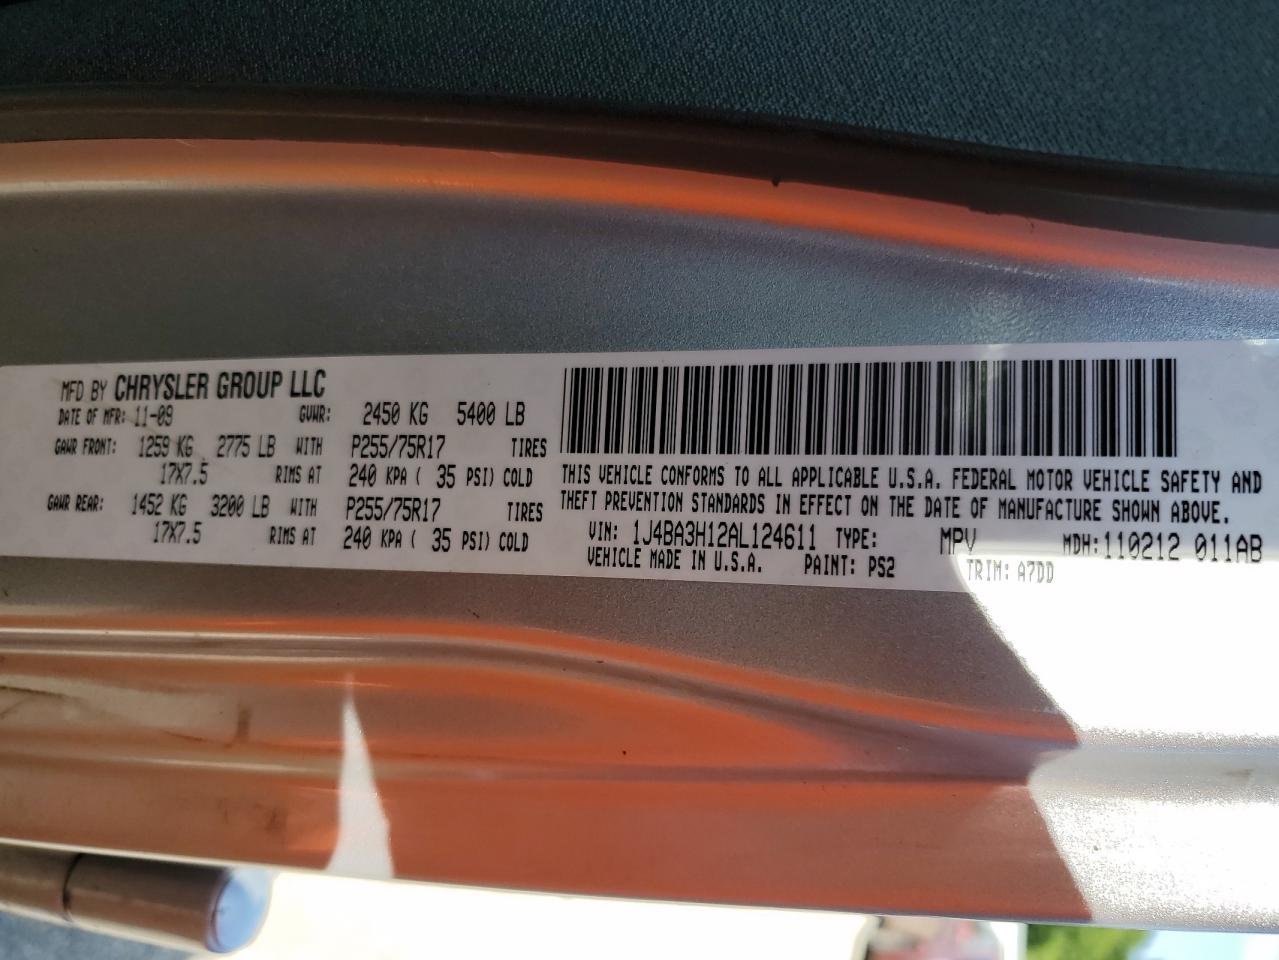 MFD BY CHRYSLER GROUP LLC
DATE OF MFR: 11-09 GVWR: 2450 KG 5400 LB
GAWR FRONT: 1259 KG 2775 LB WITH P255/75R17 TIRES
17X7.5 RIMS AT 240 KPA ( 35 PSI) COLD
GAWR REAR: 1452 KG 3200 LB WITH P255/75R17 TIRES
17X7.5 RIMS AT 240 KPA ( 35 PSI) COLD
THIS VEHICLE CONFORMS TO ALL APPLICABLE U.S.A. FEDERAL MOTOR VEHICLE SAFETY AND
THEFT PREVENTION STANDARDS IN EFFECT ON THE DATE OF MANUFACTURE SHOWN ABOVE.
VIN: 1J4BA3H12AL124611 TYPE: MPV MDH:110212 011AB
VEHICLE MADE IN U.S.A. PAINT: PS2 TRIM: A7DD